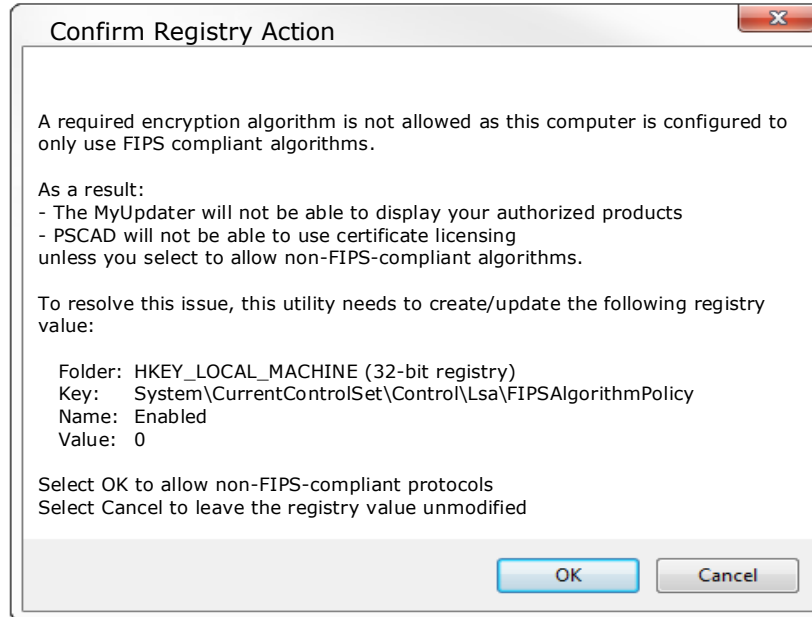 Confirm Registry Action
A required encryption algorithm is not allowed as this computer is configured to
only use FIPS compliant algorithms.
As a result:
- The MyUpdater will not be able to display your authorized products
- PSCAD will not be able to use certificate licensing
unless you select to allow non-FIPS-compliant algorithms.
To resolve this issue, this utility needs to create/update the following registry
value:
Folder: HKEY_LOCAL_MACHINE (32-bit registry)
Key: System\CurrentControlSet\Control\Lsa\FIPSAlgorithmPolicy
Name: Enabled
Value: 0
Select OK to allow non-FIPS-compliant protocols
Select Cancel to leave the registry value unmodified
OK Cancel